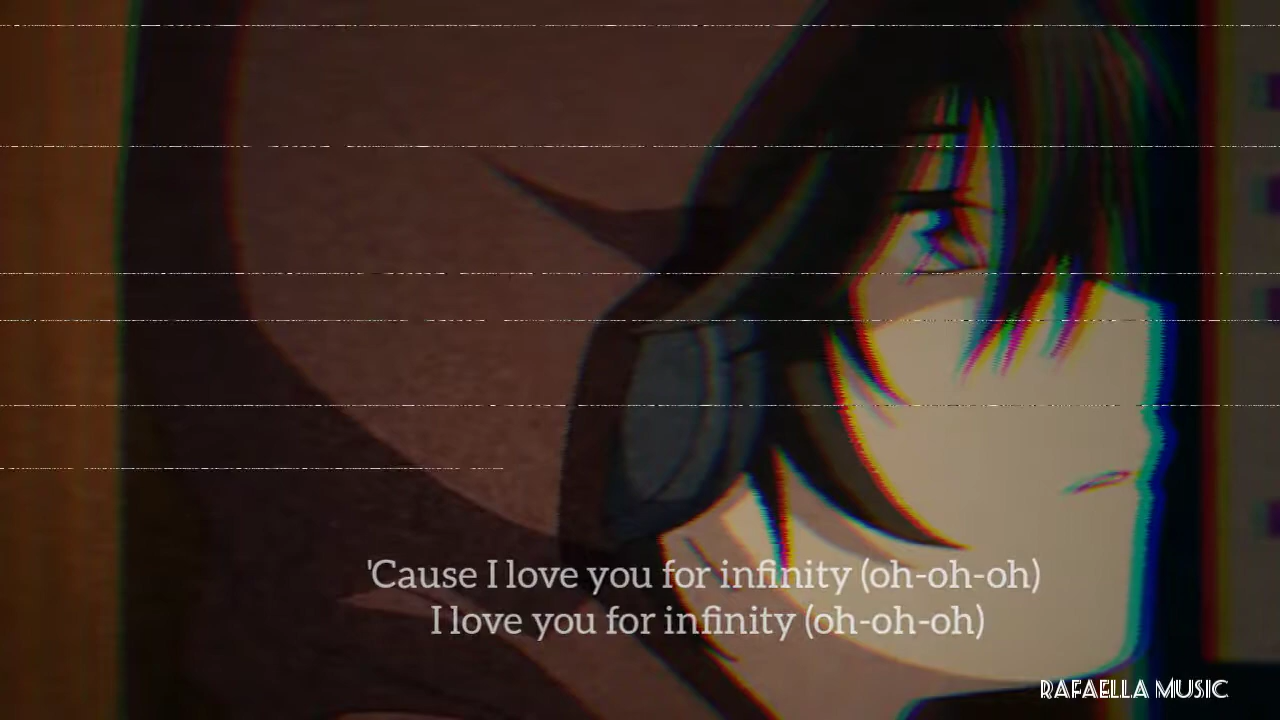 'Cause I love you for infinity (oh-oh-oh)
I love you for infinity (oh-oh-oh)
RAFAELLA MUSIC